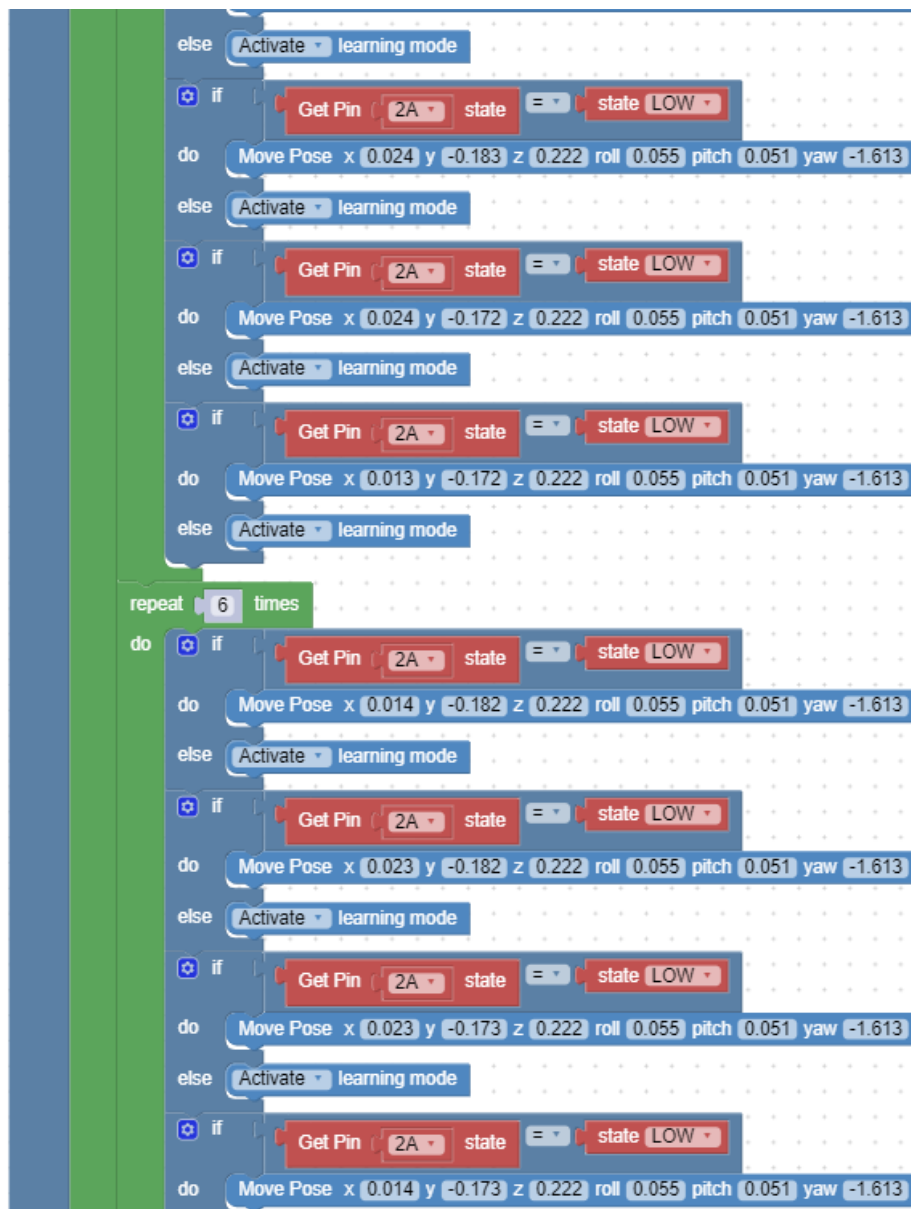 else Activate learning mode
if Get Pin 2A state = state LOW
do Move Pose x 0.024 y -0.183 z 0.222 roll 0.055 pitch 0.051 yaw -1.613
else Activate learning mode
if Get Pin 2A state = state LOW
do Move Pose x 0.024 y -0.172 z 0.222 roll 0.055 pitch 0.051 yaw -1.613
else Activate learning mode
if Get Pin 2A state = state LOW
do Move Pose x 0.013 y -0.172 z 0.222 roll 0.055 pitch 0.051 yaw -1.613
else Activate learning mode
repeat 6 times
do if Get Pin 2A state = state LOW
do Move Pose x 0.014 y -0.182 z 0.222 roll 0.055 pitch 0.051 yaw -1.613
else Activate learning mode
if Get Pin 2A state = state LOW
do Move Pose x 0.023 y -0.182 z 0.222 roll 0.055 pitch 0.051 yaw -1.613
else Activate learning mode
if Get Pin 2A state = state LOW
do Move Pose x 0.023 y -0.173 z 0.222 roll 0.055 pitch 0.051 yaw -1.613
else Activate learning mode
if Get Pin 2A state = state LOW
do Move Pose x 0.014 y -0.173 z 0.222 roll 0.055 pitch 0.051 yaw -1.613